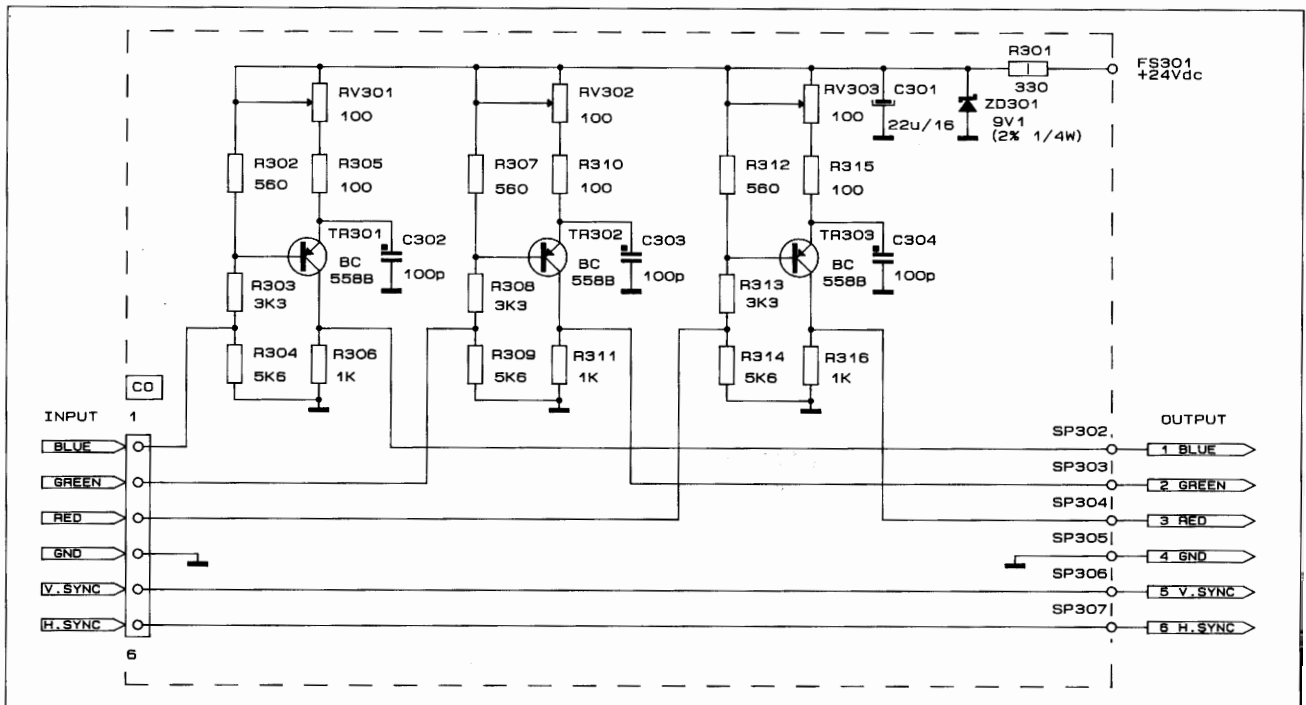 R301
330
FS301
+24Vdc
RV301
100
RV302
100
RV303
100
C301
22u/16
ZD301
9V1
(2% 1/4W)
R302
560
R305
100
R307
560
R310
100
R312
560
R315
100
TR301
BC
558B
C302
100p
TR302
BC
558B
C303
100p
TR303
BC
558B
C304
100p
R303
3K3
R308
3K3
R313
3K3
R304
5K6
R306
1K
R309
5K6
R311
1K
R314
5K6
R316
1K
CO
INPUT
1
BLUE
GREEN
RED
GND
V.SYNC
H.SYNC
6
OUTPUT
SP302
1 BLUE
SP303
2 GREEN
SP304
3 RED
SP305
4 GND
SP306
5 V.SYNC
SP307
6 H.SYNC